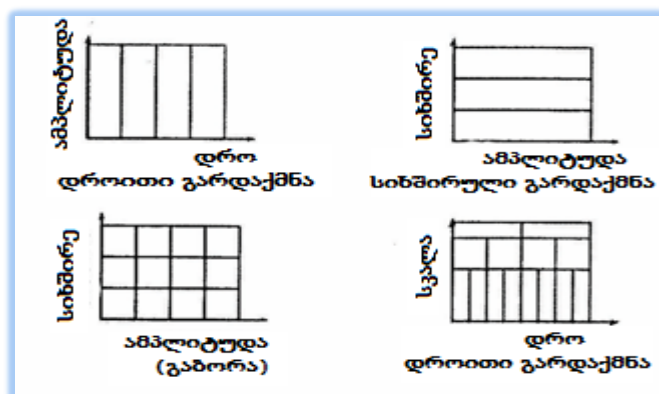 ამპლიტუდა
დრო
დროითი გარდაქმნა
სიხშირე
ამპლიტუდა
სიხშირული გარდაქმნა
სიხშირე
ამპლიტუდა
(გაბორა)
სკალა
დრო
დროითი გარდაქმნა